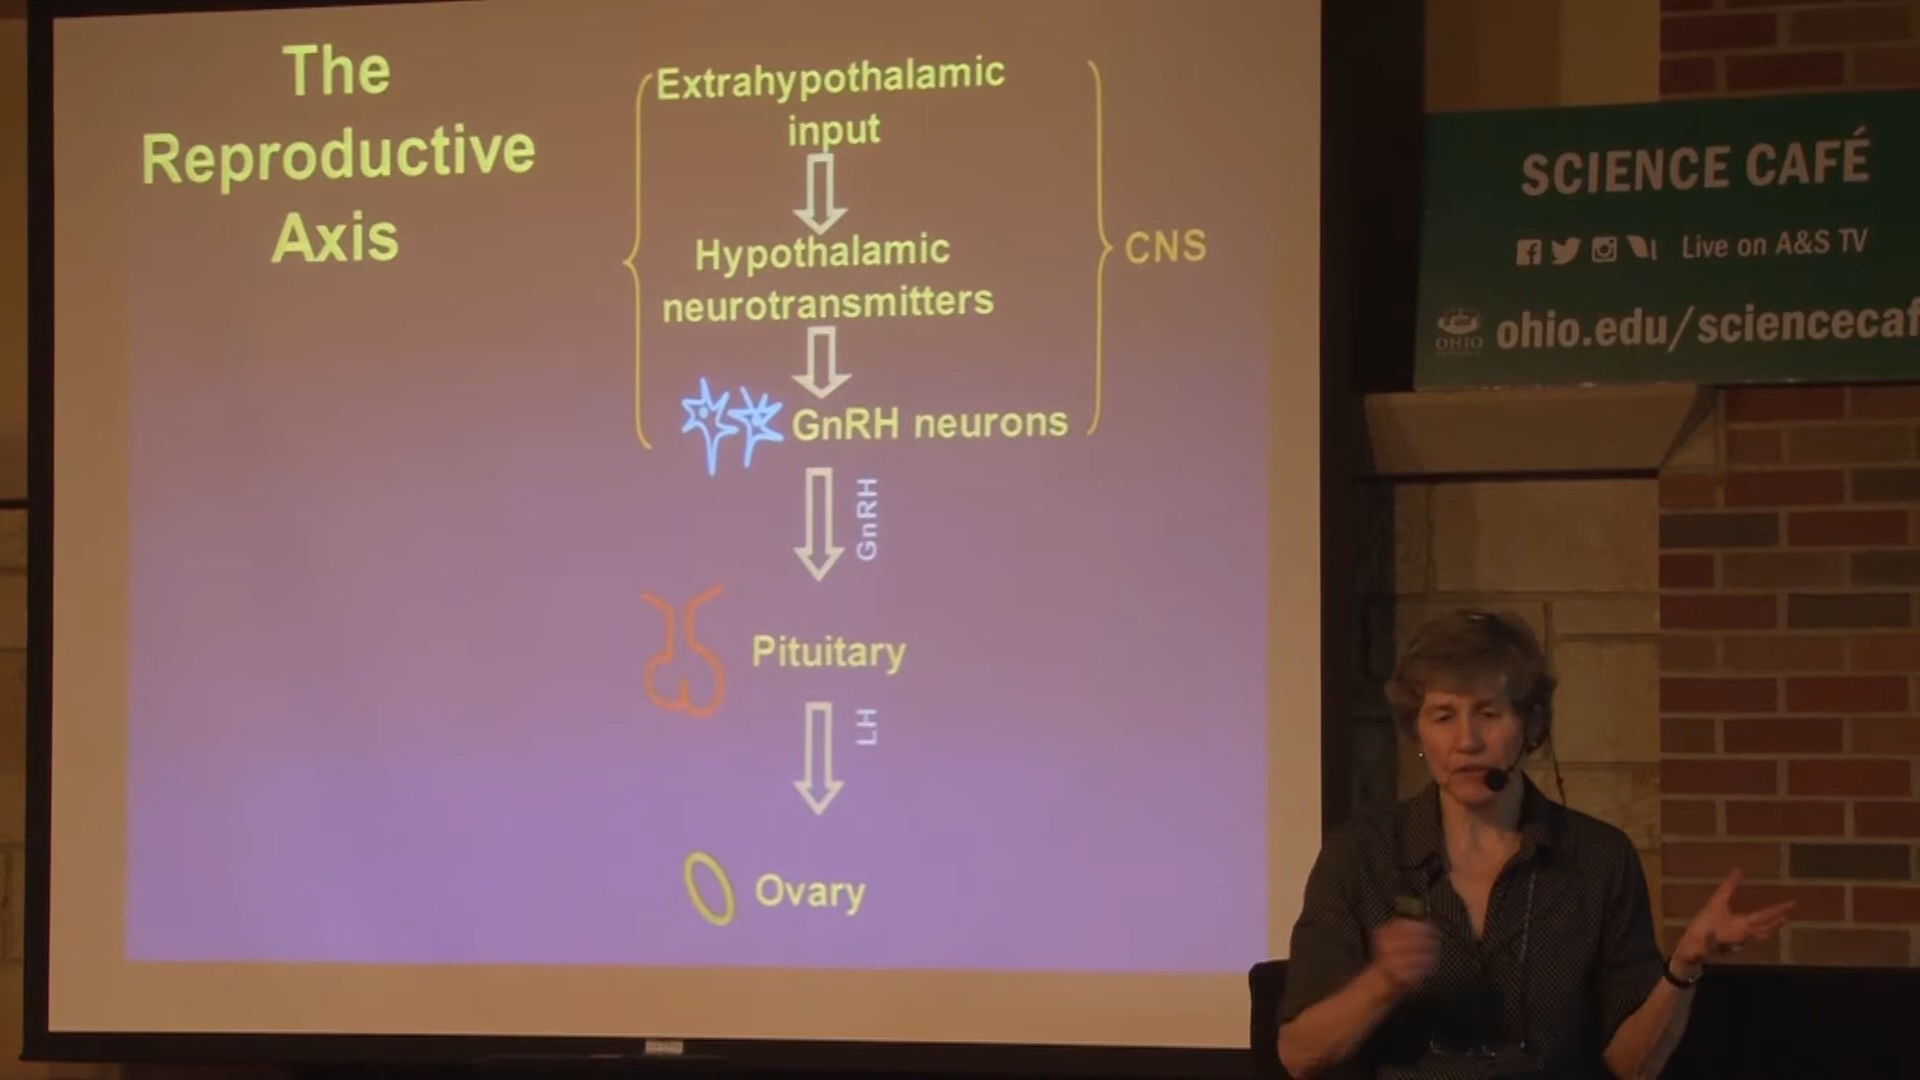 The
Reproductive
Axis
Extrahypothalamic
input
Hypothalamic
neurotransmitters
CNS
GnRH neurons
GnRH
Pituitary
LH
Ovary
SCIENCE CAFÉ
Live on A&S TV
OHIO
ohio.edu/sciencecaf